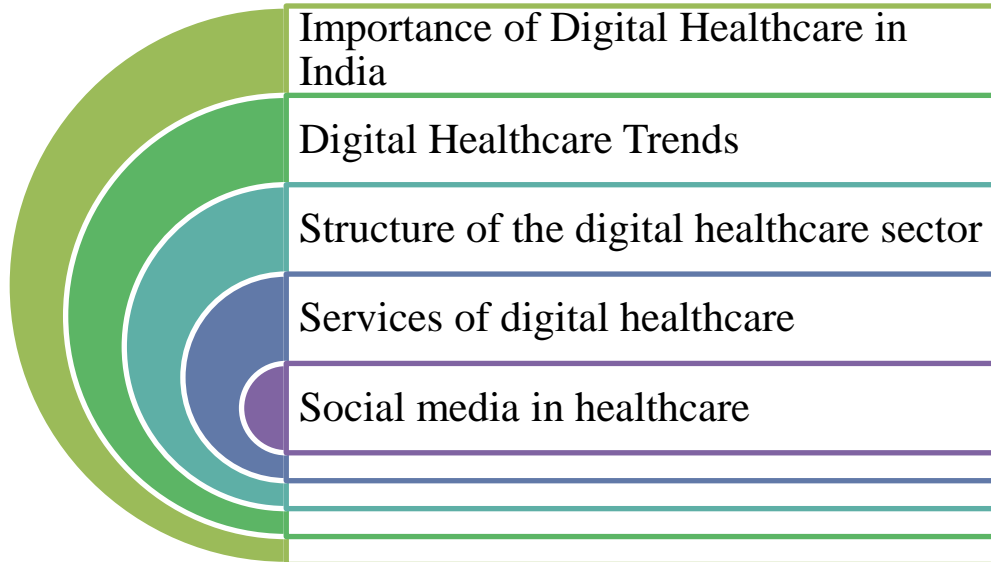 Importance of Digital Healthcare in
India
Digital Healthcare Trends
Structure of the digital healthcare sector
Services of digital healthcare
Social media in healthcare